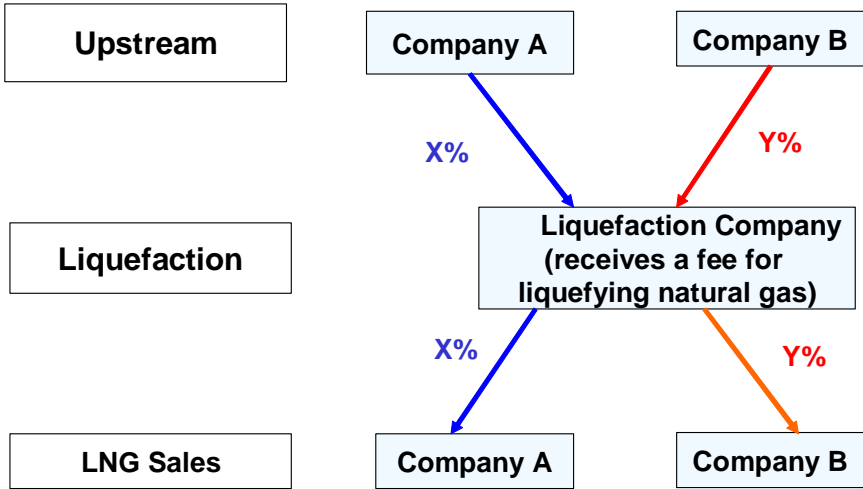 Upstream
Company A
Company B
X%
Y%
Liquefaction
Liquefaction Company
(receives a fee for
liquefying natural gas)
X%
Y%
LNG Sales
Company A
Company B